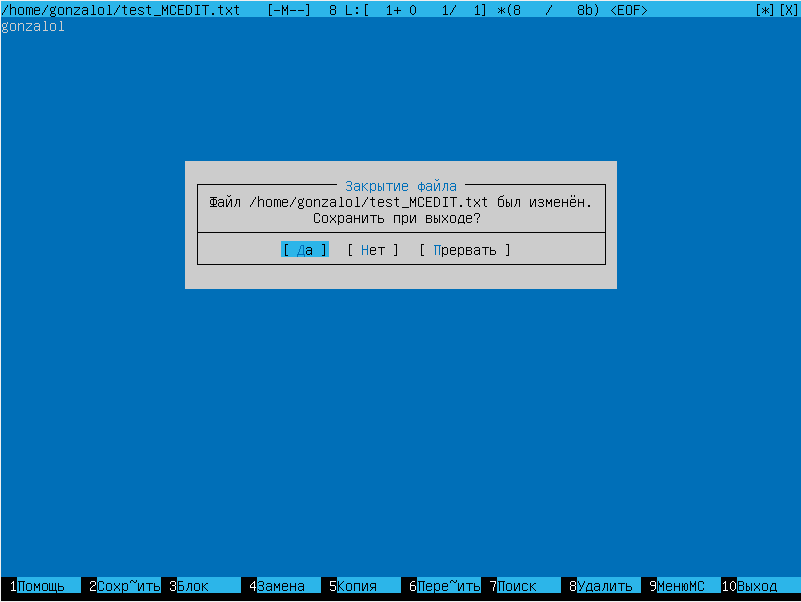 /home/gonzalol/test_MCEDIT.txt [-M--] 8 L:[ 1+ 0 1/ 1] *(8 / 8b) <EOF> [*][X]
gonzalol
Закрытие файла
Файл /home/gonzalol/test_MCEDIT.txt был изменён.
Сохранить при выходе?
[ Да ] [ Нет ] [ Прервать ]
1Помощь 2Сохр~ить 3Блок 4Замена 5Копия 6Пере~ить 7Поиск 8Удалить 9МенюMC 10Выход